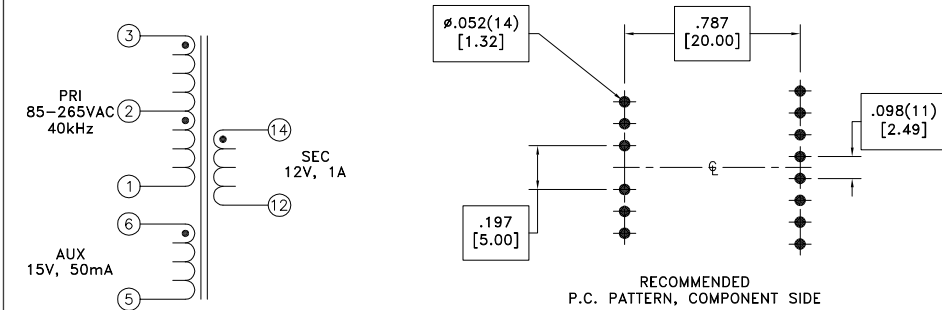 3
PRI
85-265VAC
40kHz
2
1
6
AUX
15V, 50mA
5
14
SEC
12V, 1A
12
ø.052(14)
[1.32]
.787
[20.00]
.098(11)
[2.49]
℄
.197
[5.00]
RECOMMENDED
P.C. PATTERN, COMPONENT SIDE